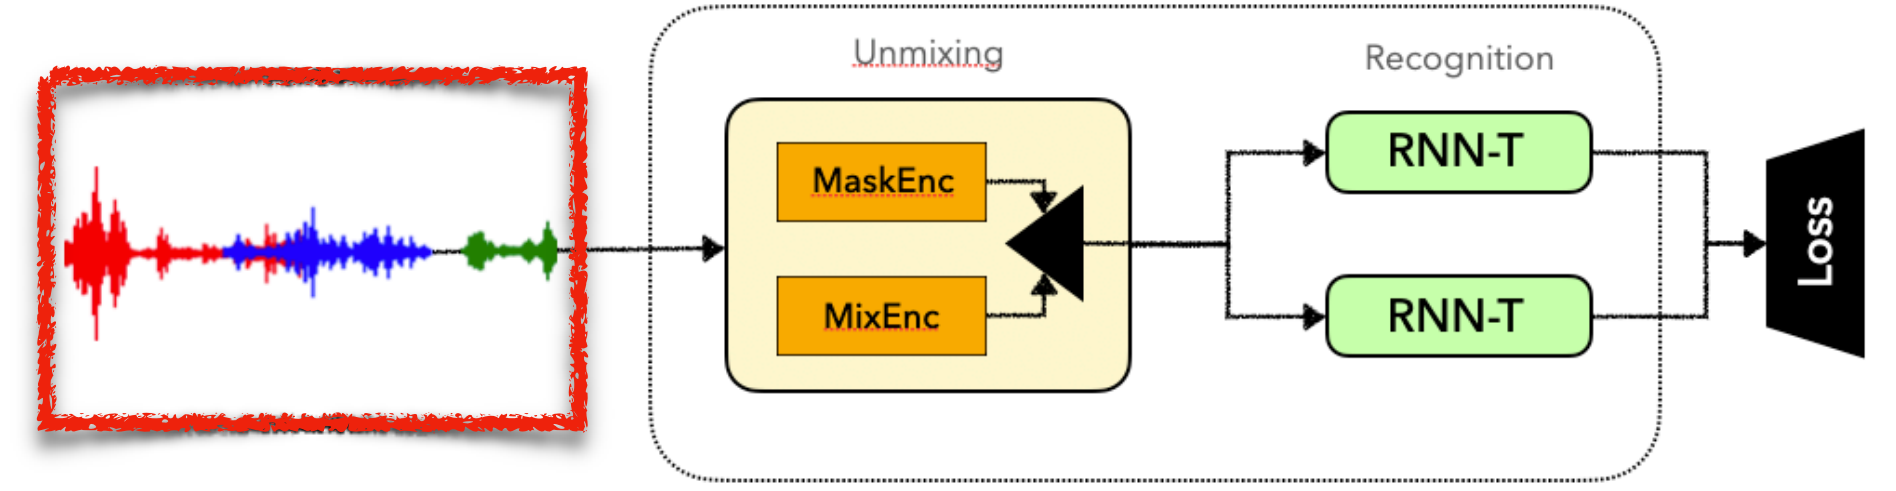 Unmixing
Recognition
MaskEnc
MixEnc
RNN-T
RNN-T
Loss